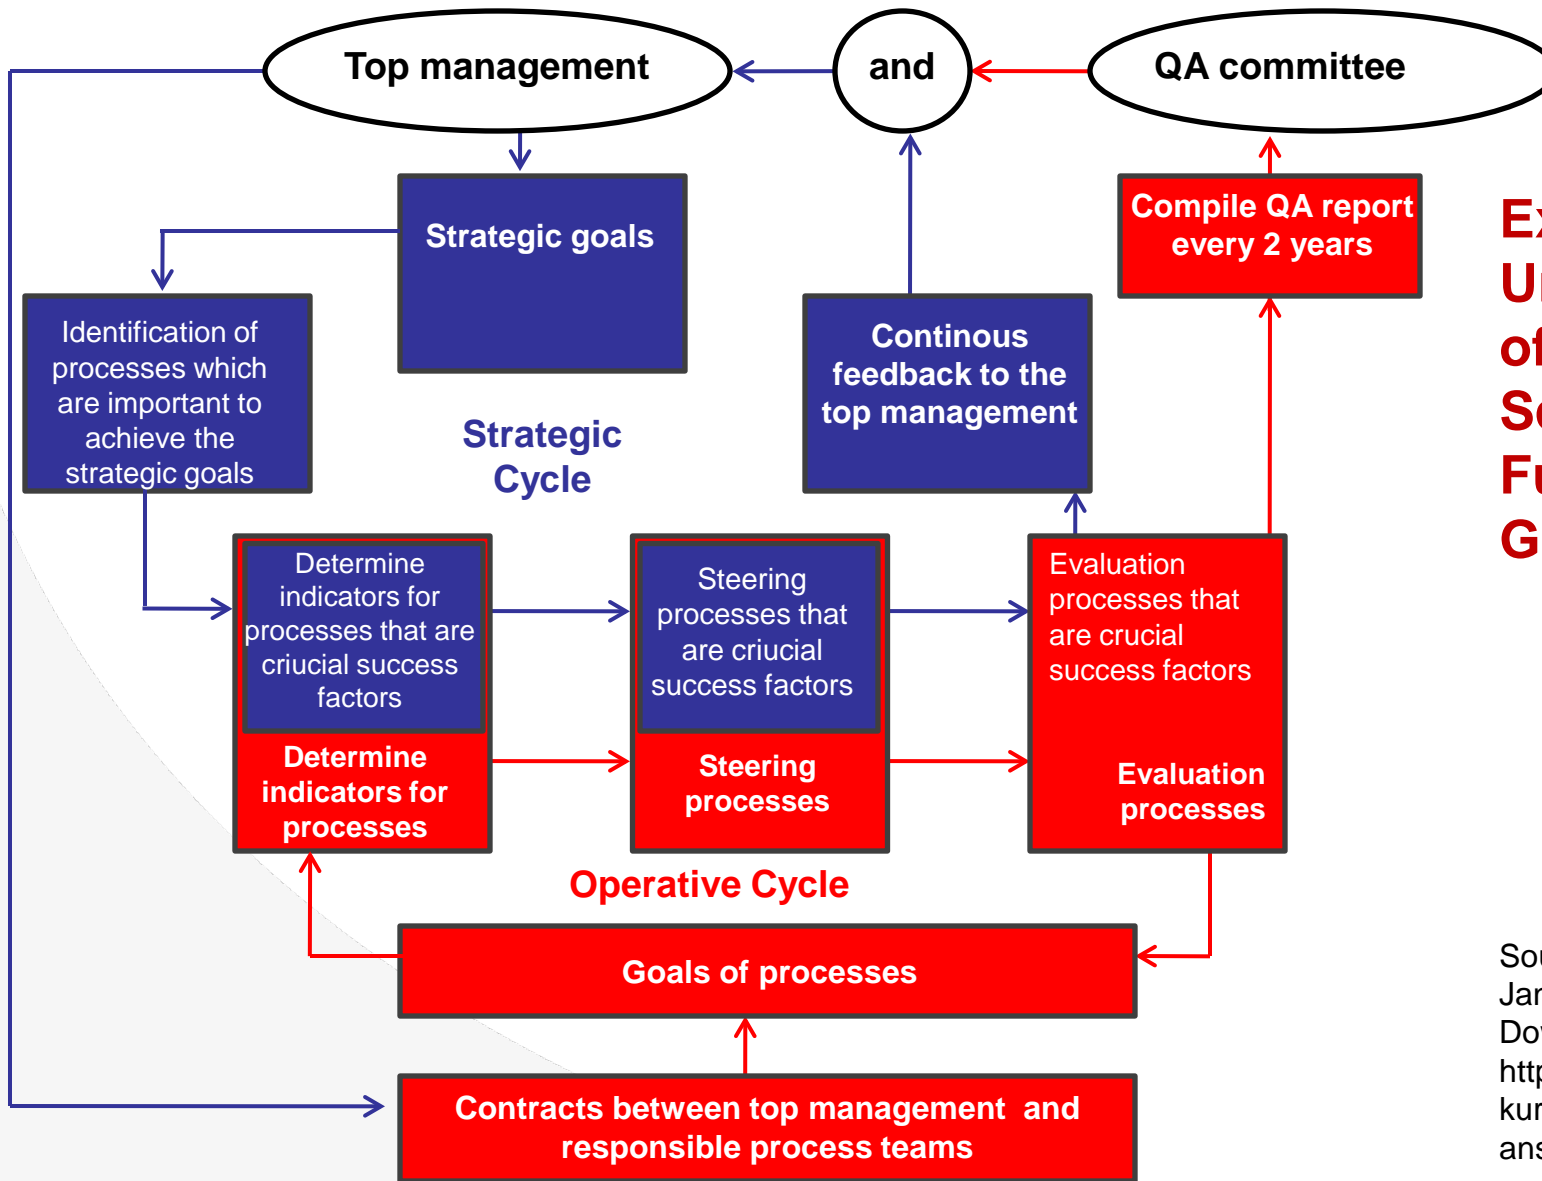 Top management
and
QA committee
Strategic goals
Compile QA report
every 2 years
Identification of
processes which
are important to
achieve the
strategic goals
Continous
feedback to the
top management
Strategic
Cycle
Determine
indicators for
processes that are
criucial success
factors
Steering
processes that
are criucial
success factors
Evaluation
processes that
are crucial
success factors
Determine
indicators for
processes
Steering
processes
Evaluation
processes
Operative Cycle
Goals of processes
Contracts between top management and
responsible process teams
of